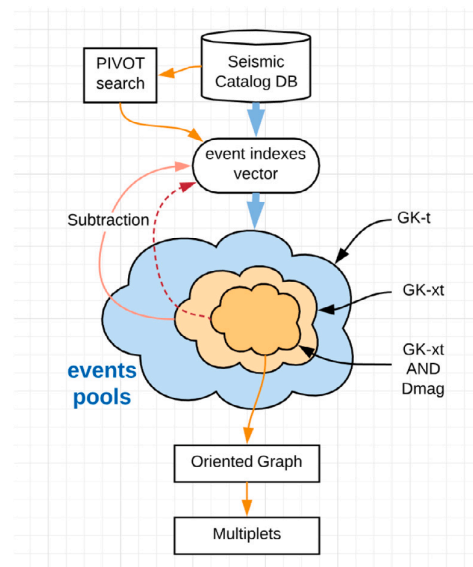 PIVOT
search
Seismic
Catalog DB
event indexes
vector
Subtraction
GK-t
GK-xt
GK-xt
AND
Dmag
events
pools
Oriented Graph
Multiplets